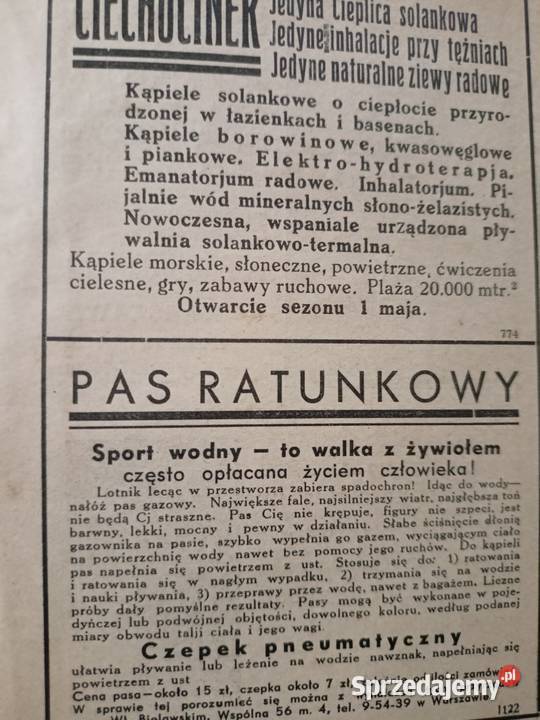 CIECHOCINEK
Jedyna cieplica solankowa
Jedyne inhalacje przy tężniach
Jedyne naturalne ziewy radowe
Kąpiele solankowe o ciepłocie przyro-
dzonej w łazienkach i basenach.
Kąpiele borowinowe, kwasowęglowe
i piankowe. Elektro-hydroterapja.
Emanatorjum radowe. Inhalatorjum. Pi-
jalnie wód mineralnych słono-żelazistych.
Nowoczesna, wspaniale urządzona pły-
walnia solankowo-termalna.
Kąpiele morskie, słoneczne, powietrzne, ćwiczenia
cielesne, gry, zabawy ruchowe. Plaża 20.000 mtr.²
Otwarcie sezonu 1 maja.
774
PAS RATUNKOWY
Sport wodny — to walka z żywiołem
często opłacana życiem człowieka!
Lotnik lecąc w przestworza zabiera spadochron! Idąc do wody—
nałóż pas gazowy. Największe fale, najsilniejszy wiatr, najgłębsza toń
nie będą Ci straszne. Pas Cię nie krępuje, figury nie szpeci, jest
barwny, lekki, mocny i pewny w działaniu. Słabe ściśnięcie dłonią
gazownika na pasie, szybko wypełnia go gazem, wyciągającym ciało
na powierzchnię wody nawet bez pomocy jego ruchów. Do kąpieli
pas napełnia się powietrzem z ust. Stosuje się do: 1) ratowania
i ratowania się w nagłym wypadku, 2) trzymania się na wodzie
i nauki pływania, 3) przeprawy przez wodę, nawet z bagażem. Liczne
próby dały pomyślne rezultaty. Pasy mogą być wykonane w poje-
dyńczej lub podwójnej objętości, dowolnego koloru, według podanej
miary obwodu talji ciała i jego wagi.
Czepek pneumatyczny
ułatwia pływanie lub leżenie na wodzie nawznak, napełniając się
powietrzem z ust
Cena pasa—około 15 zł, czepka około 7 zł, zależnie od ilości zamów
W sprawie tej porozumieć się można z
Wł. Bielawskim, Wspólna 56 m. 4, tel. 9-54-39 w Warszawie.
1122
Sprzedajemy.pl